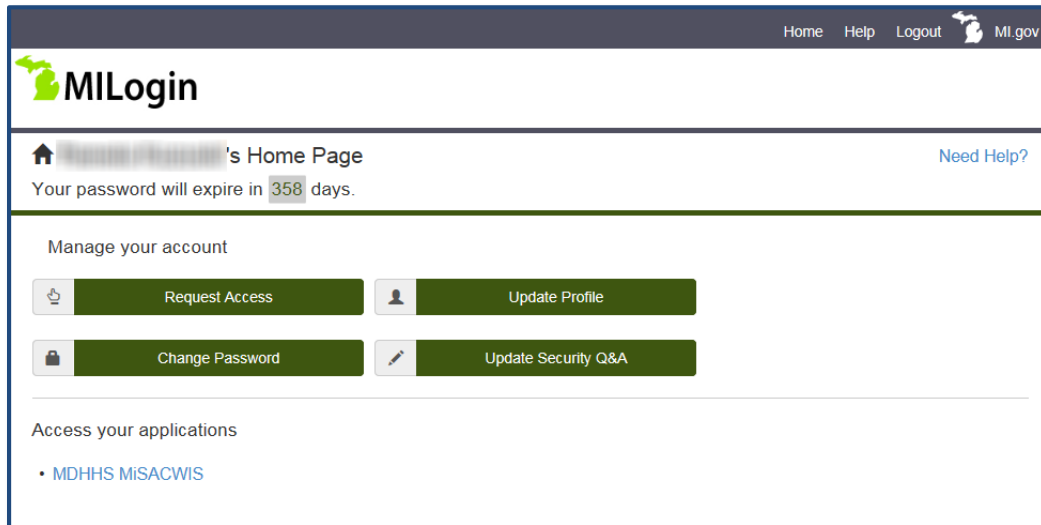 Home Help Logout MI.gov
MILogin
's Home Page
Need Help?
Your password will expire in 358 days.
Manage your account
Request Access
Update Profile
Change Password
Update Security Q&A
Access your applications
• MDHHS MiSACWIS